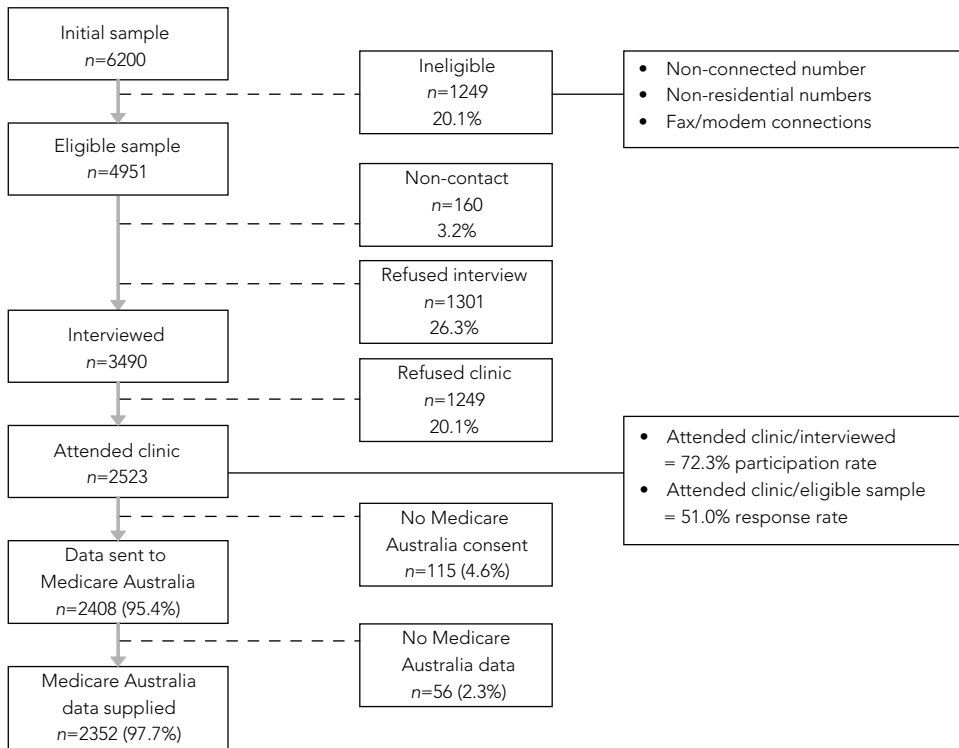 Initial sample
n=6200
Ineligible
n=1249
20.1%
• Non-connected number
• Non-residential numbers
• Fax/modem connections
Eligible sample
n=4951
Non-contact
n=160
3.2%
Refused interview
n=1301
26.3%
Interviewed
n=3490
Refused clinic
n=1249
20.1%
Attended clinic
n=2523
• Attended clinic/interviewed
= 72.3% participation rate
• Attended clinic/eligible sample
= 51.0% response rate
No Medicare
Australia consent
n=115 (4.6%)
Data sent to
Medicare Australia
n=2408 (95.4%)
No Medicare
Australia data
n=56 (2.3%)
Medicare Australia
data supplied
n=2352 (97.7%)